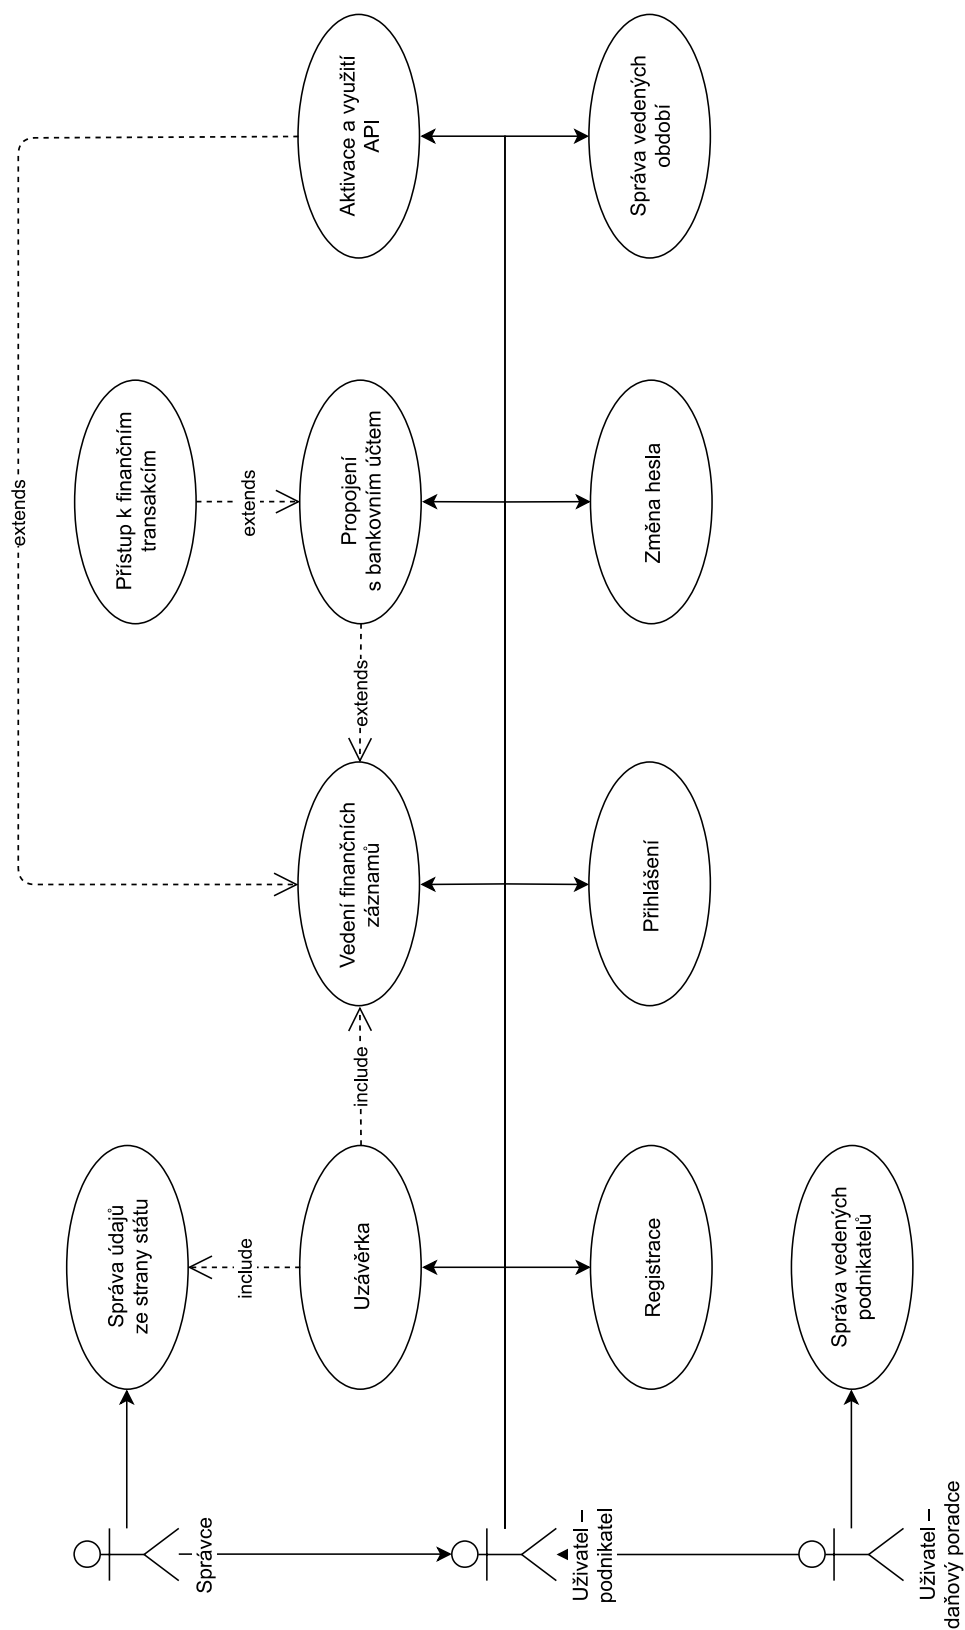 Správce
Správa údajů
ze strany státu
include
Uzávěrka
include
Vedení finančních
záznamů
extends
Propojení
s bankovním účtem
extends
Přístup k finančním
transakcím
extends
Aktivace a využití
API
Uživatel –
podnikatel
Registrace
Přihlášení
Změna hesla
Správa vedených
období
Uživatel –
daňový poradce
Správa vedených
podnikatelů